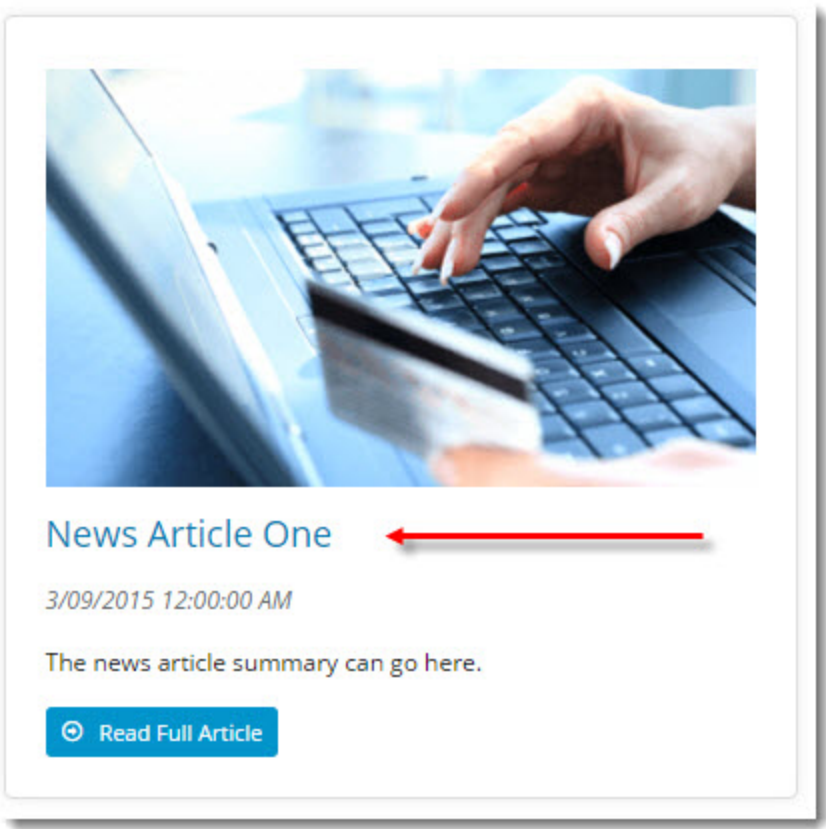 News Article One
3/09/2015 12:00:00 AM
The news article summary can go here.
Read Full Article